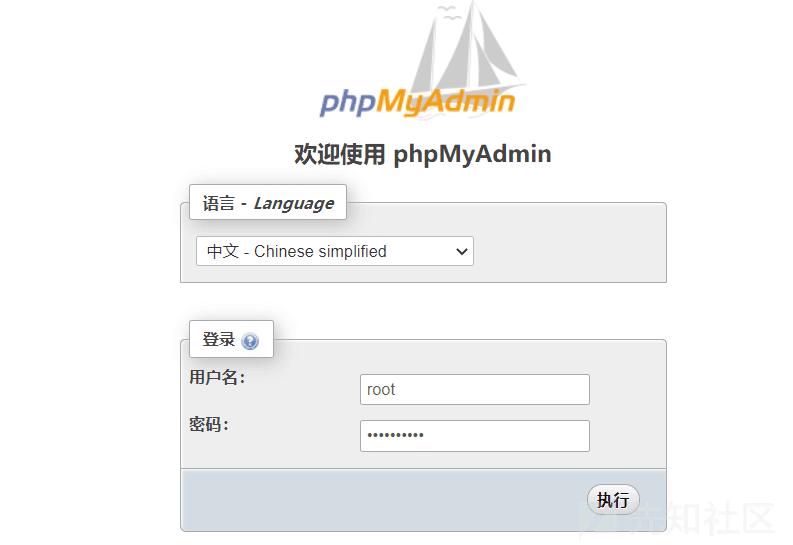 phpMyAdmin
欢迎使用 phpMyAdmin
语言 - Language
中文 - Chinese simplified
登录
用户名：
root
密码：
••••••••••
执行
先知社区